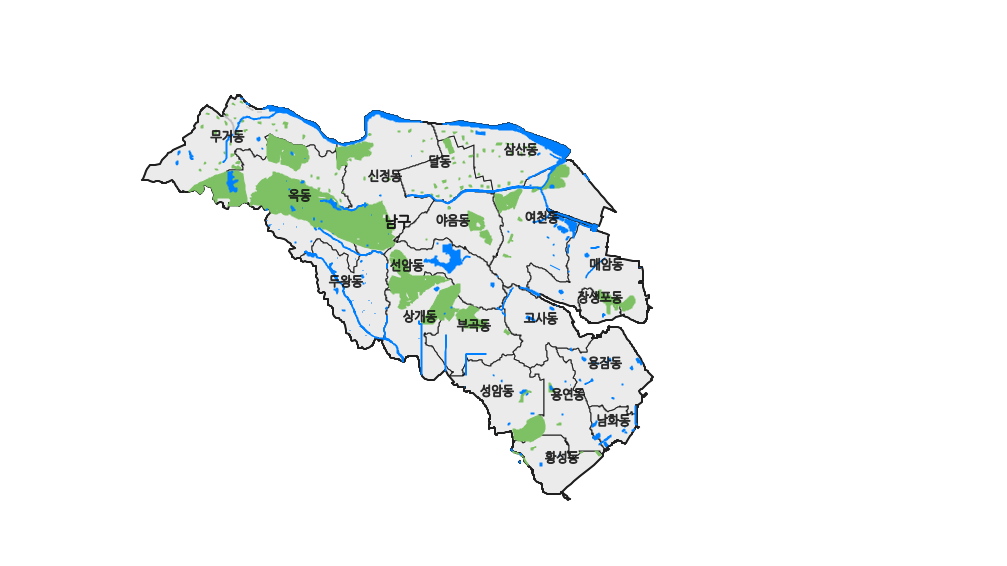 무거동
삼산동
달동
신정동
옥동
남구
야음동
여천동
선암동
매암동
두왕동
장생포동
상개동
부곡동
고사동
용잠동
성암동
용연동
남화동
황성동